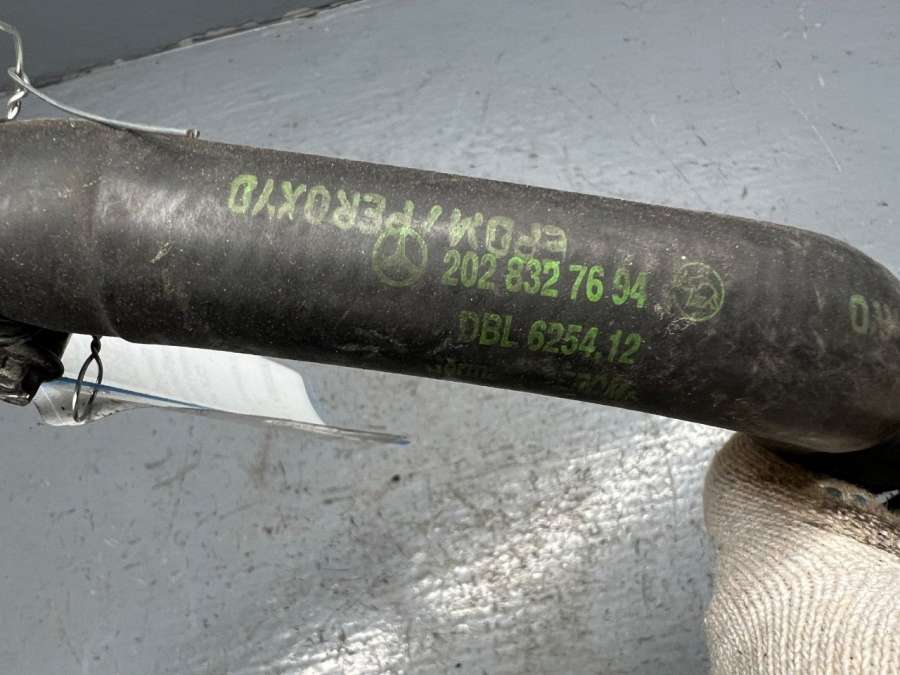 EPDM / PEROXYD
202 832 76 94
DBL 6254.12